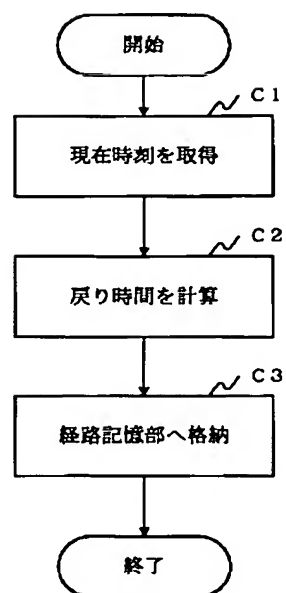 開始
C1
現在時刻を取得
C2
戻り時間を計算
C3
経路記憶部へ格納
終了